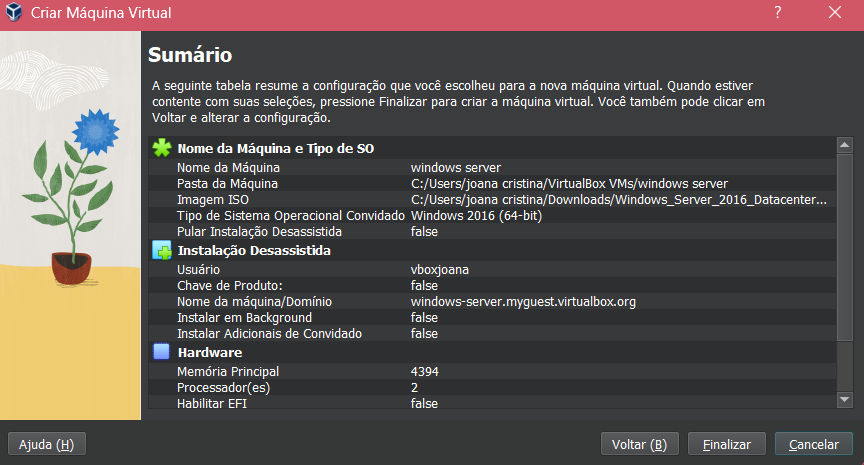 Criar Máquina Virtual
?
Sumário
A seguinte tabela resume a configuração que você escolheu para a nova máquina virtual. Quando estiver
contente com suas seleções, pressione Finalizar para criar a máquina virtual. Você também pode clicar em
Voltar e alterar a configuração.
Nome da Máquina e Tipo de SO
Nome da Máquina windows server
Pasta da Máquina C:/Users/joana cristina/VirtualBox VMs/windows server
Imagem ISO C:/Users/joana cristina/Downloads/Windows_Server_2016_Datacenter...
Tipo de Sistema Operacional Convidado Windows 2016 (64-bit)
Pular Instalação Desassistida false
Instalação Desassistida
Usuário vboxjoana
Chave de Produto: false
Nome da máquina/Domínio windows-server.myguest.virtualbox.org
Instalar em Background false
Instalar Adicionais de Convidado false
Hardware
Memória Principal 4394
Processador(es) 2
Habilitar EFI false
Ajuda (H) Voltar (B) Finalizar Cancelar